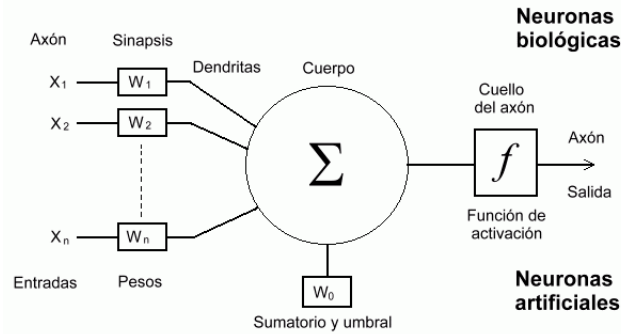 Neuronas
biológicas
Axón
Sinapsis
Dendritas
Cuerpo
Cuello
del axón
X1
W1
X2
W2
Σ
f
Axón
Salida
Xn
Wn
Función de
activación
Entradas
Pesos
W0
Sumatorio y umbral
Neuronas
artificiales